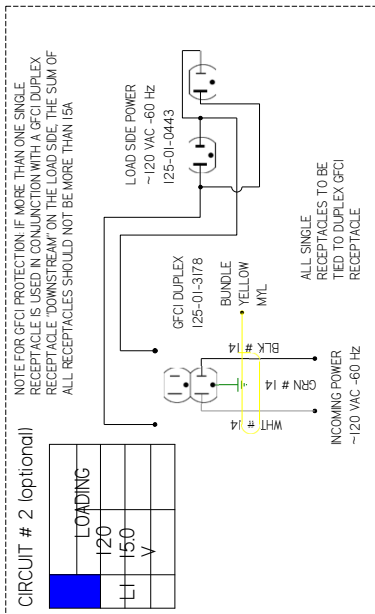 CIRCUIT # 2 (optional)
NOTE FOR GFCI PROTECTION: IF MORE THAN ONE SINGLE
RECEPTACLE IS USED IN CONJUNCTION WITH A GFCI DUPLEX
RECEPTACLE "DOWNSTREAM" ON THE LOAD SIDE, THE SUM OF
ALL RECEPTACLES SHOULD NOT BE MORE THAN 15A
LOADING
120
L1 15.0
V
LOAD SIDE POWER
~120 VAC -60 Hz
125-01-0443
GFCI DUPLEX
125-01-3178
BUNDLE
YELLOW
MYL
WHT # 14
GRN # 14
BLK # 14
INCOMING POWER
~120 VAC -60 Hz
ALL SINGLE
RECEPTACLES TO BE
TIED TO DUPLEX GFCI
RECEPTACLE